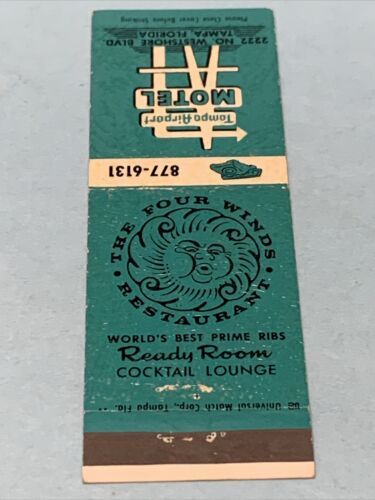 Please Close Cover Before Striking
2222 NO. WESTSHORE BLVD
TAMPA, FLORIDA
Tampa Airport
MOTEL
877-6131
• THE FOUR WINDS •
RESTAURANT
WORLD'S BEST PRIME RIBS
Ready Room
COCKTAIL LOUNGE
Universal Match Corp., Tampa Fla.